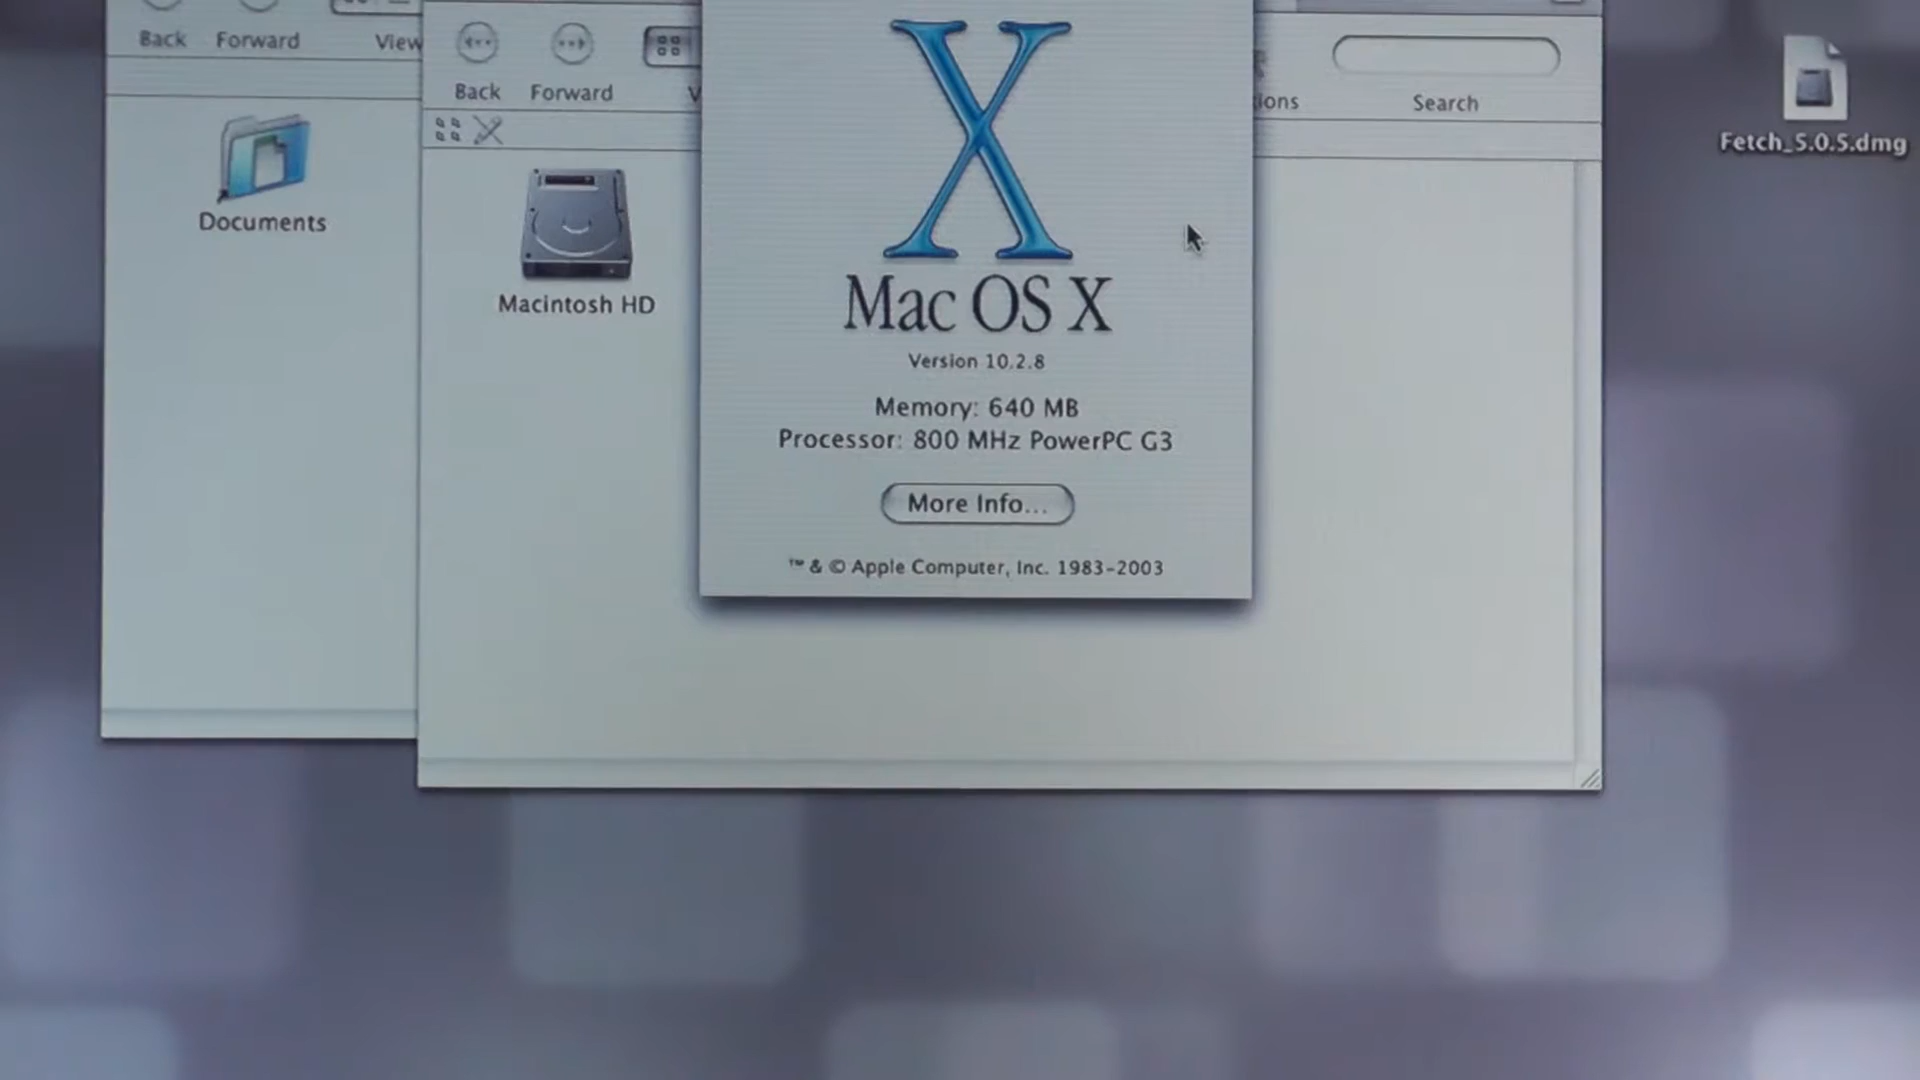 Back Forward View
Back Forward
Search
Documents
Macintosh HD
Fetch_5.0.5.dmg
X
Mac OS X
Version 10.2.8
Memory: 640 MB
Processor: 800 MHz PowerPC G3
More Info...
™ & © Apple Computer, Inc. 1983-2003